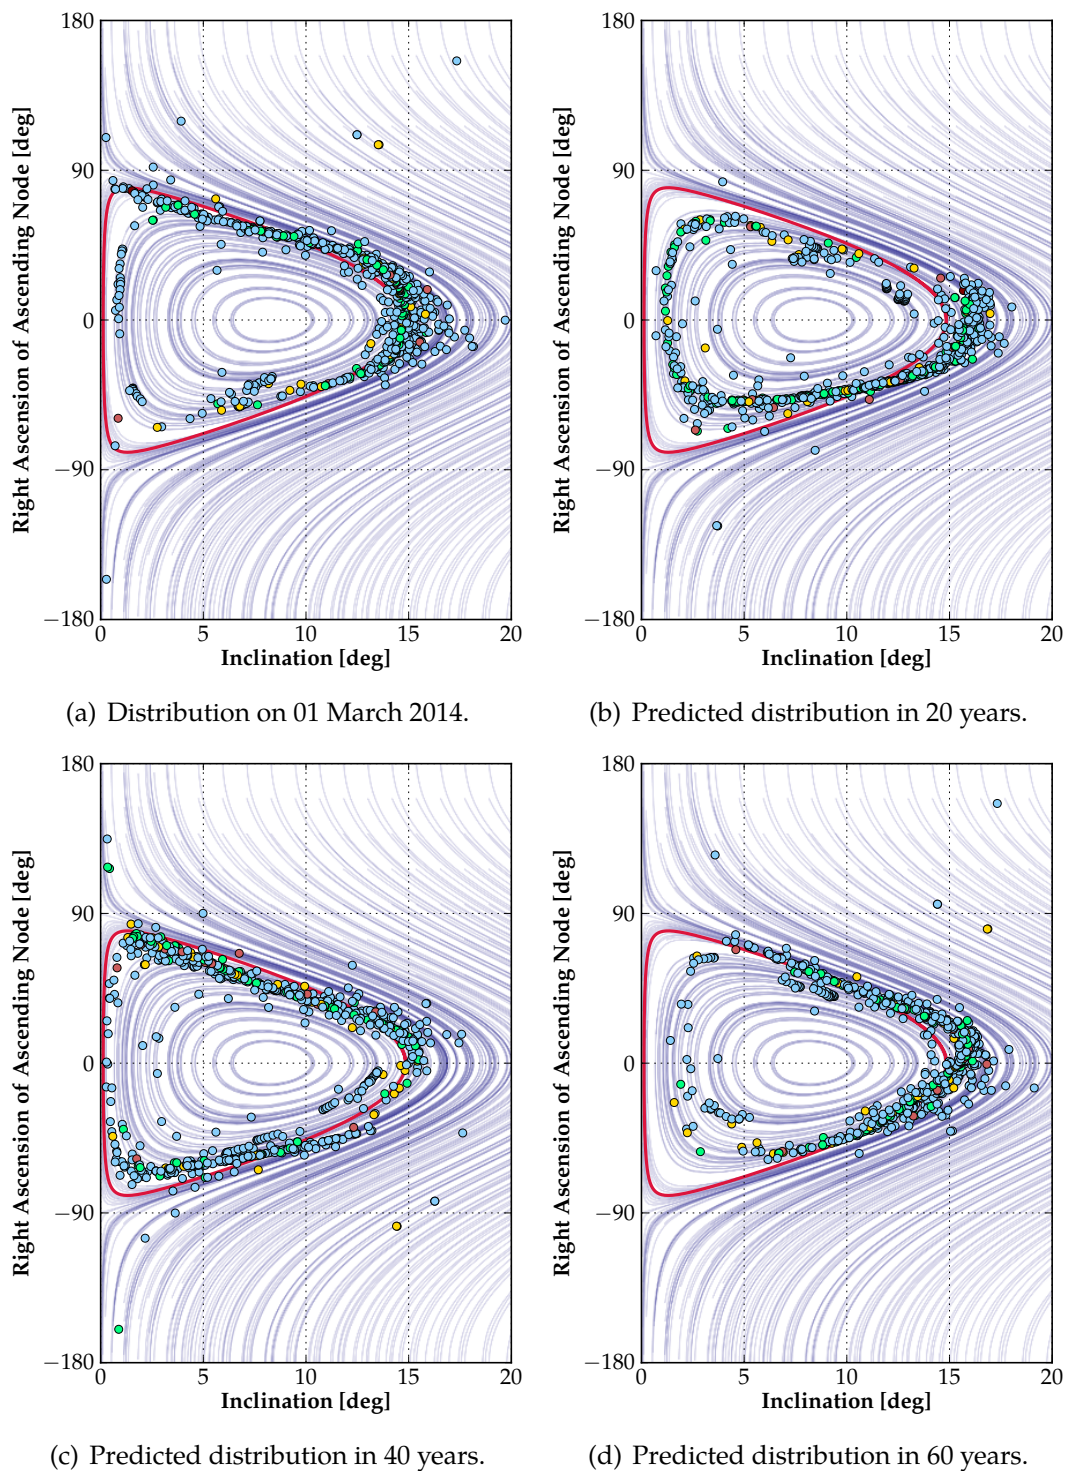 180
90
0
−90
−180
Right Ascension of Ascending Node [deg]
0 5 10 15 20
Inclination [deg]
(a) Distribution on 01 March 2014.
180
90
0
−90
−180
Right Ascension of Ascending Node [deg]
0 5 10 15 20
Inclination [deg]
(b) Predicted distribution in 20 years.
180
90
0
−90
−180
Right Ascension of Ascending Node [deg]
0 5 10 15 20
Inclination [deg]
(c) Predicted distribution in 40 years.
180
90
0
−90
−180
Right Ascension of Ascending Node [deg]
0 5 10 15 20
Inclination [deg]
(d) Predicted distribution in 60 years.